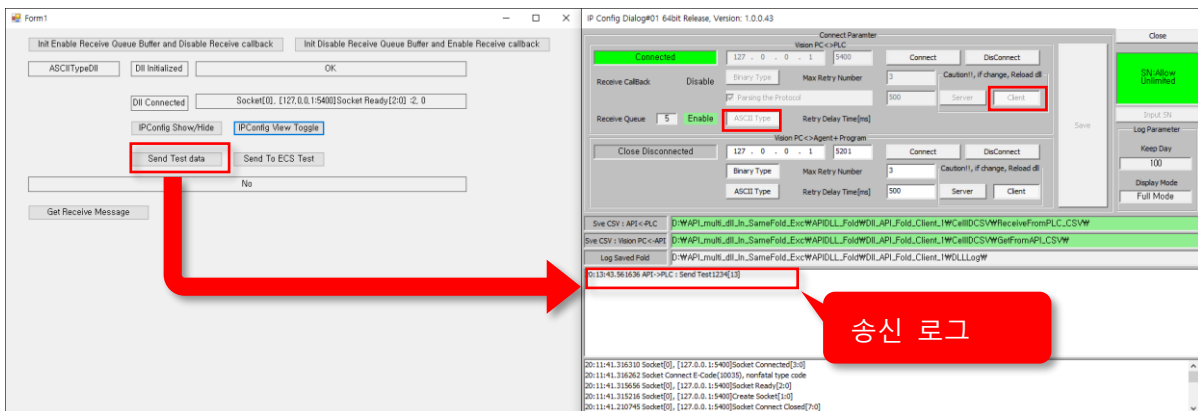 Form1
Init Enable Receive Queue Buffer and Disable Receive callback
Init Disable Receive Queue Buffer and Enable Receive callback
ASCIITypeDll
Dll Initialized
OK
Dll Connected
Socket[0], [127,0,0,1:5400]Socket Ready[2:0] :2, 0
IPConfig Show/Hide
IPConfig View Toggle
Send Test data
Send To ECS Test
No
Get Receive Message
IP Config Dialog#01 64bit Release, Version: 1.0.0.43
Connect Paramter
Close
Vision PC<>PLC
Connected
127 . 0 . 0 . 1
5400
Connect
DisConnect
SN:Allow
Unlimited
Receive CallBack
Disable
Binary Type
Max Retry Number
3
Caution!!, if change, Reload dll
Parsing the Protocol
500
Server
Client
Receive Queue
5
Enable
ASCII Type
Retry Delay Time[ms]
Save
Input SN
Log Parameter
Vision PC<>Agent+Program
Close Disconnected
127 . 0 . 0 . 1
5201
Connect
DisConnect
Keep Day
100
Binary Type
Max Retry Number
3
Caution!!, if change, Reload dll
Display Mode
Full Mode
ASCII Type
Retry Delay Time[ms]
500
Server
Client
Sve CSV : API<-PLC
D:₩API_multi_dll_In_SameFold_Exc₩APIDLL_Fold₩Dll_API_Fold_Client_1₩CellIDCSV₩ReceiveFromPLC_CSV₩
Sve CSV : Vision PC<-API
D:₩API_multi_dll_In_SameFold_Exc₩APIDLL_Fold₩Dll_API_Fold_Client_1₩CellIDCSV₩GetFromAPI_CSV₩
Log Saved Fold
D:₩API_multi_dll_In_SameFold_Exc₩APIDLL_Fold₩Dll_API_Fold_Client_1₩DLLLog₩
20:13:43.561636 API->PLC : Send Test1234[13]
송신 로그
20:11:41.316310 Socket[0], [127.0.0.1:5400]Socket Connected[3:0]
20:11:41.316262 Socket Connect E-Code(10035), nonfatal type code
20:11:41.315656 Socket[0], [127.0.0.1:5400]Socket Ready[2:0]
20:11:41.315216 Socket[0], [127.0.0.1:5400]Create Socket[1:0]
20:11:41.210745 Socket[0], [127.0.0.1:5400]Socket Connect Closed[7:0]